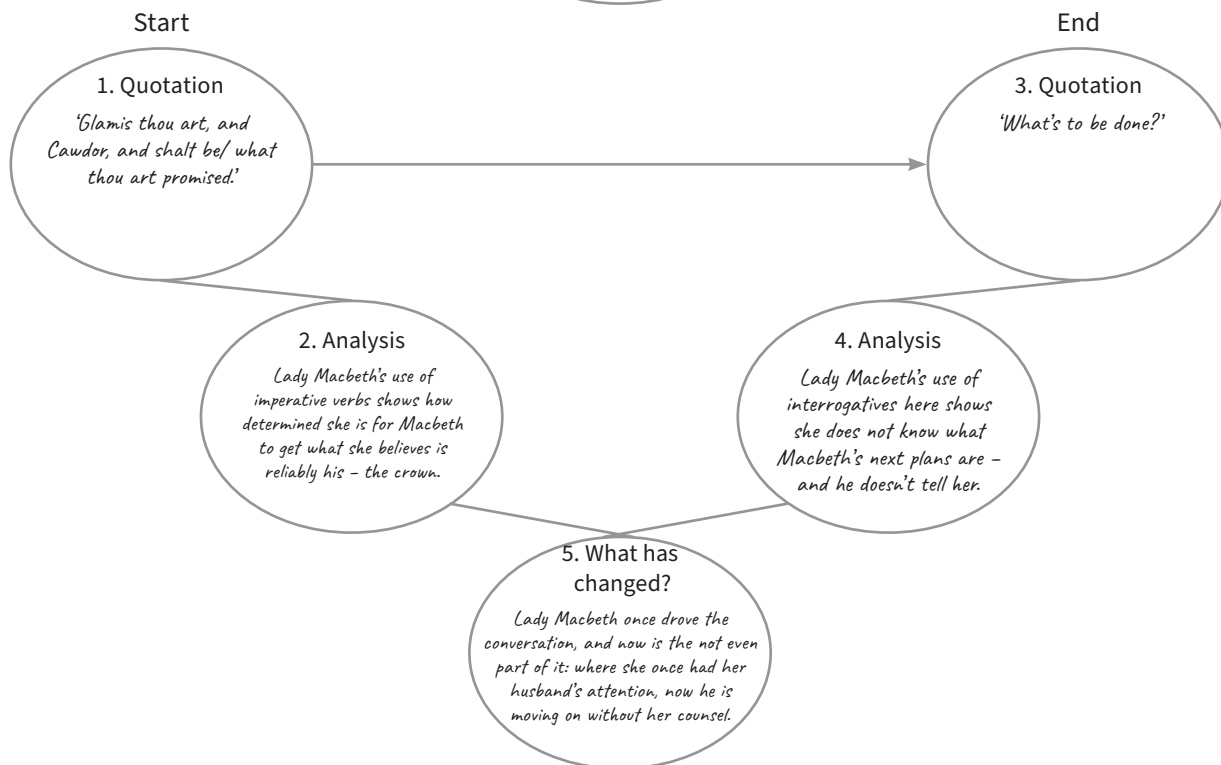 Start
End
1. Quotation
‘Glamis thou art, and
Cawdor, and shalt be/ what
thou art promised.’
3. Quotation
‘What’s to be done?’
2. Analysis
Lady Macbeth’s use of
imperative verbs shows how
determined she is for Macbeth
to get what she believes is
reliably his – the crown.
4. Analysis
Lady Macbeth’s use of
interrogatives here shows
she does not know what
Macbeth’s next plans are –
and he doesn’t tell her.
5. What has
changed?
Lady Macbeth once drove the
conversation, and now is the not even
part of it: where she once had her
husband’s attention, now he is
moving on without her counsel.